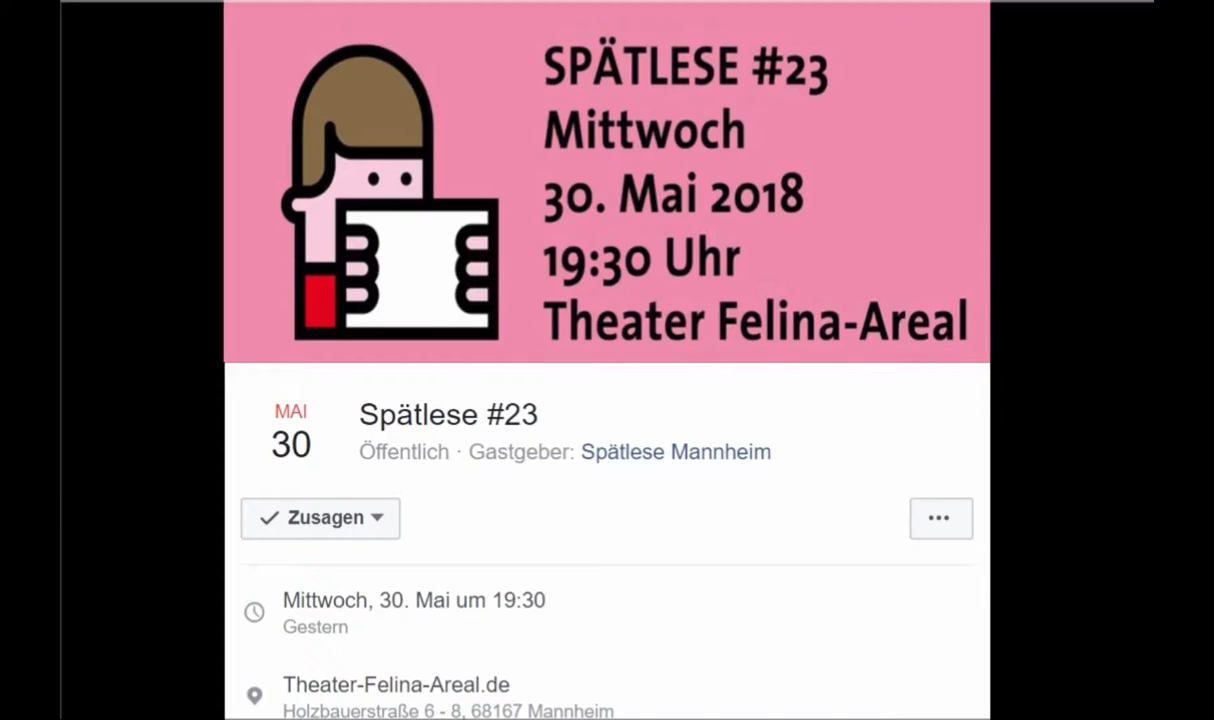 SPÄTLESE #23
Mittwoch
30. Mai 2018
19:30 Uhr
Theater Felina-Areal
MAI
30
Spätlese #23
Öffentlich · Gastgeber: Spätlese Mannheim
Zusagen
Mittwoch, 30. Mai um 19:30
Gestern
Theater-Felina-Areal.de
Holzbauerstraße 6 - 8, 68167 Mannheim